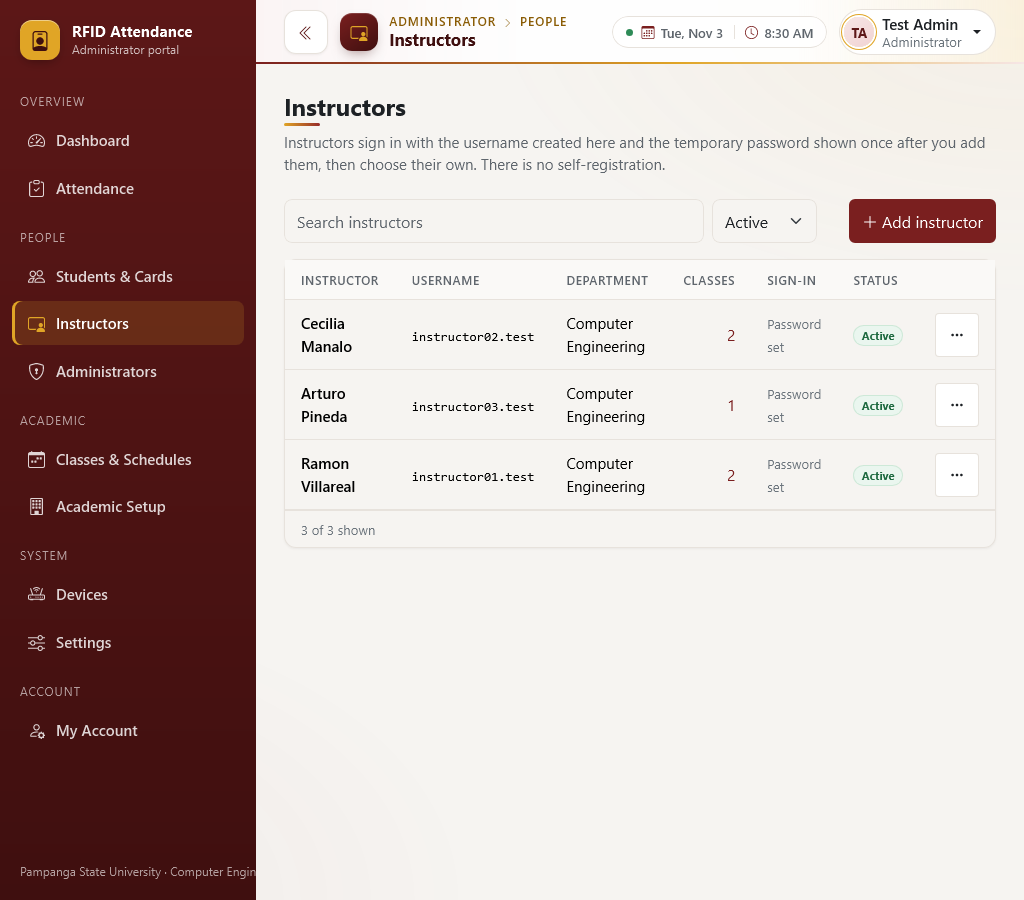 RFID Attendance
Administrator portal
OVERVIEW
Dashboard
Attendance
PEOPLE
Students & Cards
Instructors
Administrators
ACADEMIC
Classes & Schedules
Academic Setup
SYSTEM
Devices
Settings
ACCOUNT
My Account
Pampanga State University · Computer Engin
ADMINISTRATOR > PEOPLE
Instructors
Tue, Nov 3
8:30 AM
TA
Test Admin
Administrator
Instructors
Instructors sign in with the username created here and the temporary password shown once after you add
them, then choose their own. There is no self-registration.
Search instructors
Active
+ Add instructor
INSTRUCTOR USERNAME DEPARTMENT CLASSES SIGN-IN STATUS
Cecilia
Manalo
instructor02.test
Computer
Engineering
2
Password
set
Active
Arturo
Pineda
instructor03.test
Computer
Engineering
1
Password
set
Active
Ramon
Villareal
instructor01.test
Computer
Engineering
2
Password
set
Active
3 of 3 shown